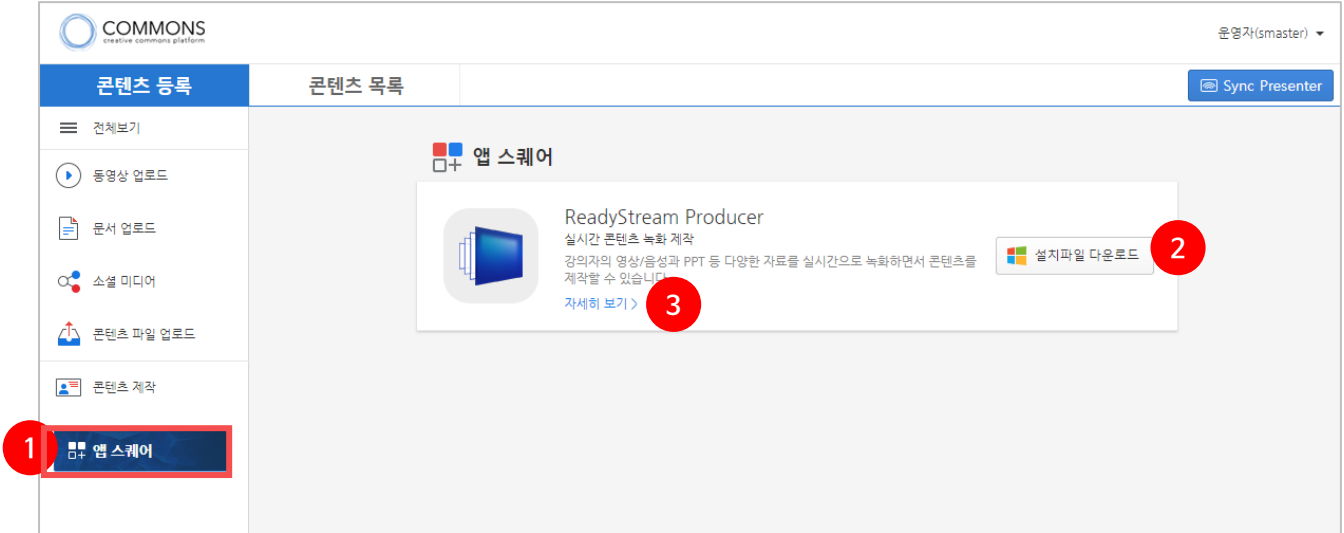 COMMONS
creative commons platform
운영자(smaster)
콘텐츠 등록
콘텐츠 목록
Sync Presenter
전체보기
동영상 업로드
문서 업로드
소셜 미디어
콘텐츠 파일 업로드
콘텐츠 제작
1
앱 스퀘어
앱 스퀘어
ReadyStream Producer
실시간 콘텐츠 녹화 제작
강의자의 영상/음성과 PPT 등 다양한 자료를 실시간으로 녹화하면서 콘텐츠를
제작할 수 있습니다
자세히 보기 >
3
설치파일 다운로드
2